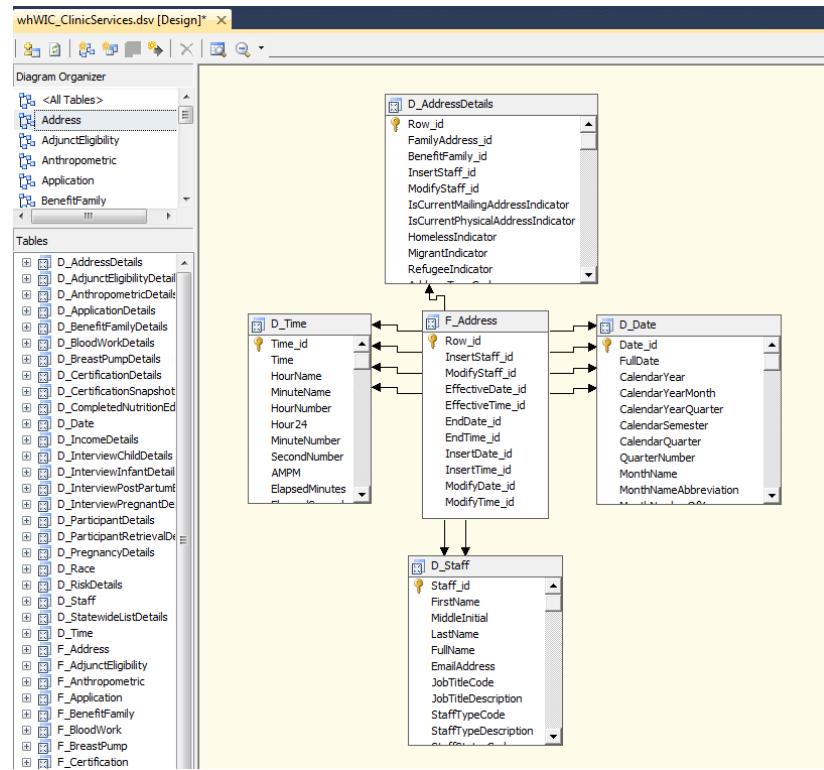 whWIC_ClinicServices.dsv [Design]*
Diagram Organizer
<All Tables>
Address
AdjunctEligibility
Anthropometric
Application
BenefitFamily
Tables
D_AddressDetails
D_AdjunctEligibilityDetail
D_AnthropometricDetails
D_ApplicationDetails
D_BenefitFamilyDetails
D_BloodWorkDetails
D_BreastPumpDetails
D_CertificationDetails
D_CertificationSnapshot
D_CompletedNutritionEd
D_Date
D_IncomeDetails
D_InterviewChildDetails
D_InterviewInfantDetail
D_InterviewPostPartumE
D_InterviewPregnantDe
D_ParticipantDetails
D_ParticipantRetrievalDe
D_PregnancyDetails
D_Race
D_RiskDetails
D_Staff
D_StatewideListDetails
D_Time
F_Address
F_AdjunctEligibility
F_Anthropometric
F_Application
F_BenefitFamily
F_BloodWork
F_BreastPump
F_Certification
D_AddressDetails
Row_id
FamilyAddress_id
BenefitFamily_id
InsertStaff_id
ModifyStaff_id
IsCurrentMailingAddressIndicator
IsCurrentPhysicalAddressIndicator
HomelessIndicator
MigrantIndicator
RefugeeIndicator
D_Time
Time_id
Time
HourName
MinuteName
HourNumber
Hour24
MinuteNumber
SecondNumber
AMPM
ElapsedMinutes
F_Address
Row_id
InsertStaff_id
ModifyStaff_id
EffectiveDate_id
EffectiveTime_id
EndDate_id
EndTime_id
InsertDate_id
InsertTime_id
ModifyDate_id
ModifyTime_id
D_Date
Date_id
FullDate
CalendarYear
CalendarYearMonth
CalendarYearQuarter
CalendarSemester
CalendarQuarter
QuarterNumber
MonthName
MonthNameAbbreviation
D_Staff
Staff_id
FirstName
MiddleInitial
LastName
FullName
EmailAddress
JobTitleCode
JobTitleDescription
StaffTypeCode
StaffTypeDescription